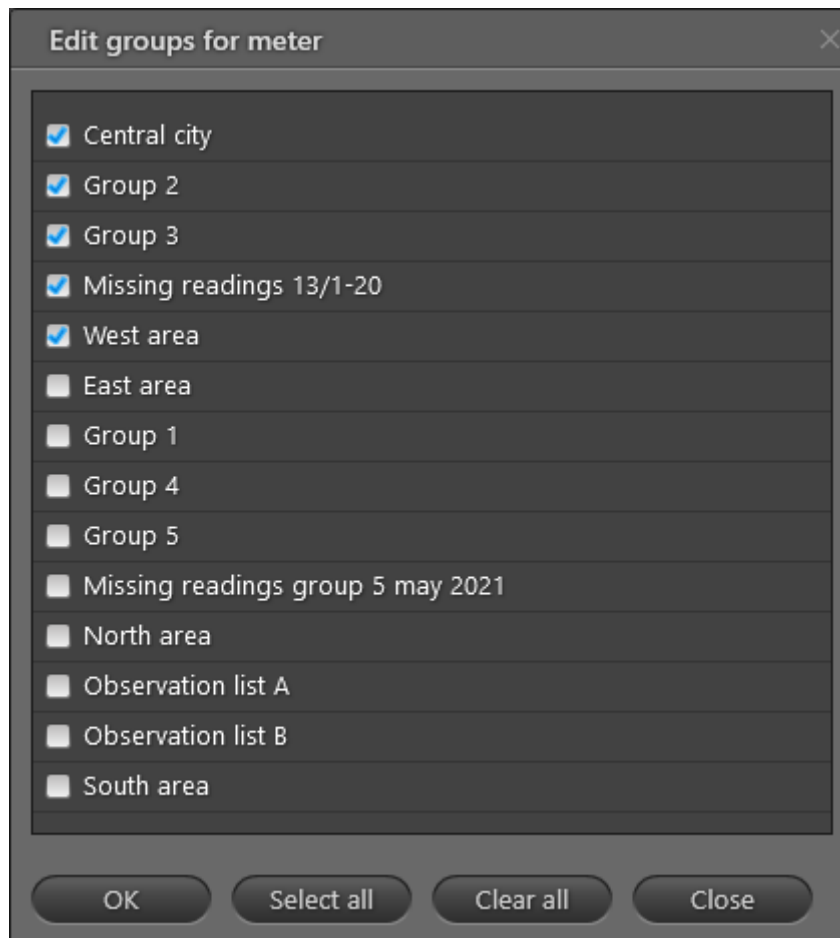 Edit groups for meter
Central city
Group 2
Group 3
Missing readings 13/1-20
West area
East area
Group 1
Group 4
Group 5
Missing readings group 5 may 2021
North area
Observation list A
Observation list B
South area
OK Select all Clear all Close